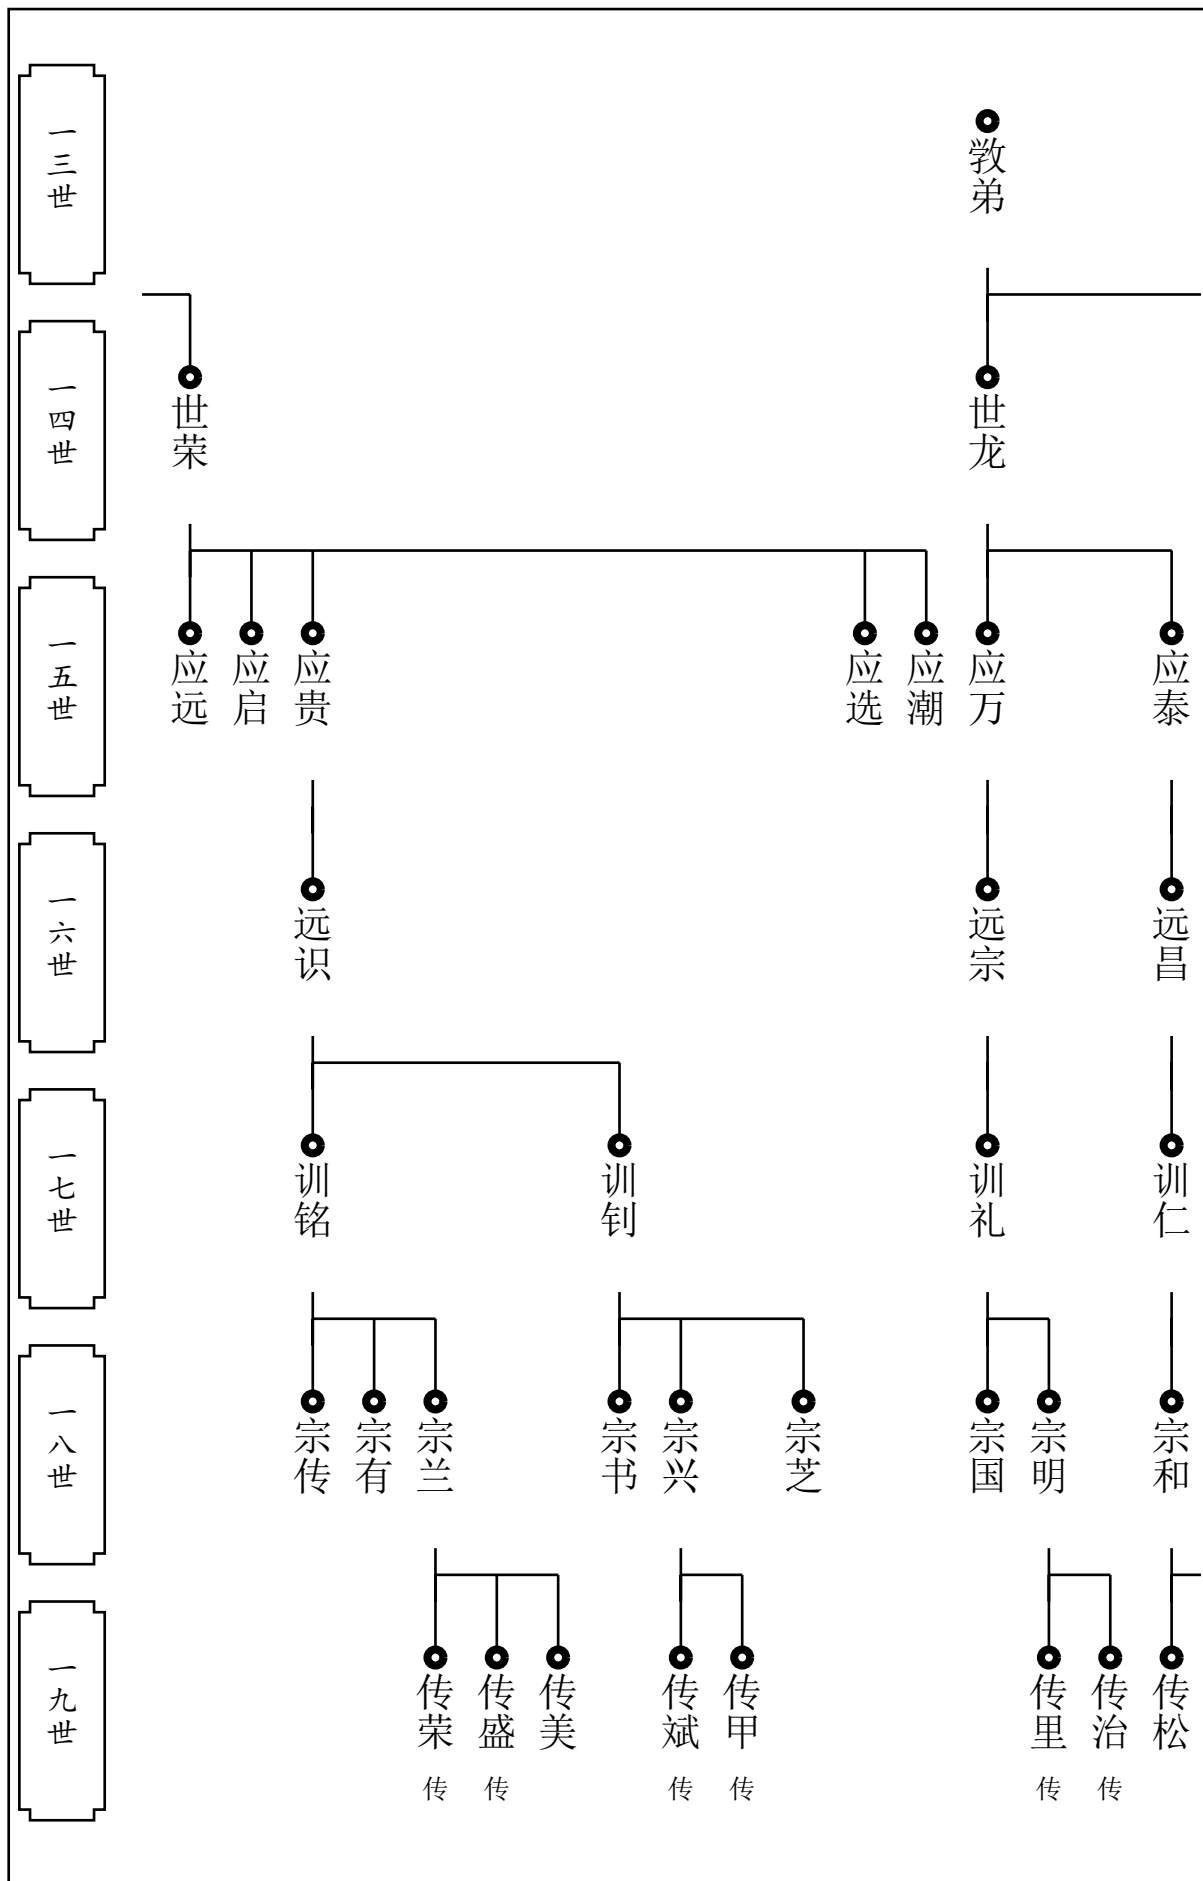 一三世
教弟
一四世
世荣
世龙
一五世
应远
应启
应贵
应选
应潮
应万
应泰
一六世
远识
远宗
远昌
一七世
训铭
训钊
训礼
训仁
一八世
宗传
宗有
宗兰
宗书
宗兴
宗芝
宗国
宗明
宗和
一九世
传荣
传盛
传美
传斌
传甲
传里
传治
传松
传
传
传
传
传
传